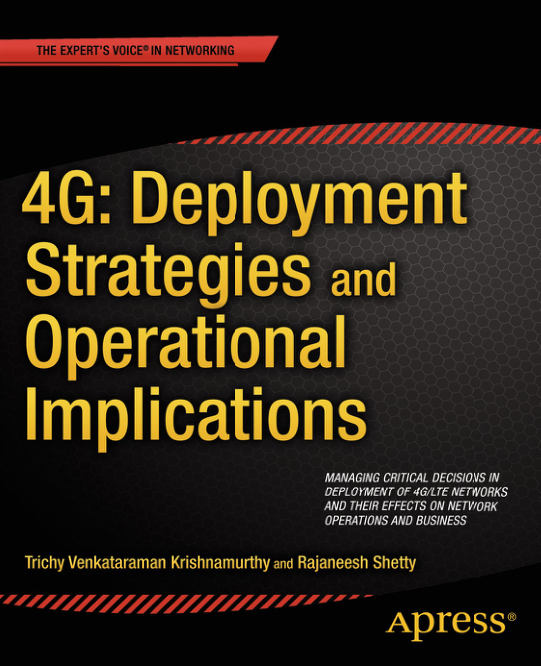 THE EXPERT'S VOICE® IN NETWORKING
4G: Deployment
Strategies and
Operational
Implications
MANAGING CRITICAL DECISIONS IN
DEPLOYMENT OF 4G/LTE NETWORKS
AND THEIR EFFECTS ON NETWORK
OPERATIONS AND BUSINESS
Trichy Venkataraman Krishnamurthy and Rajaneesh Shetty
Apress®